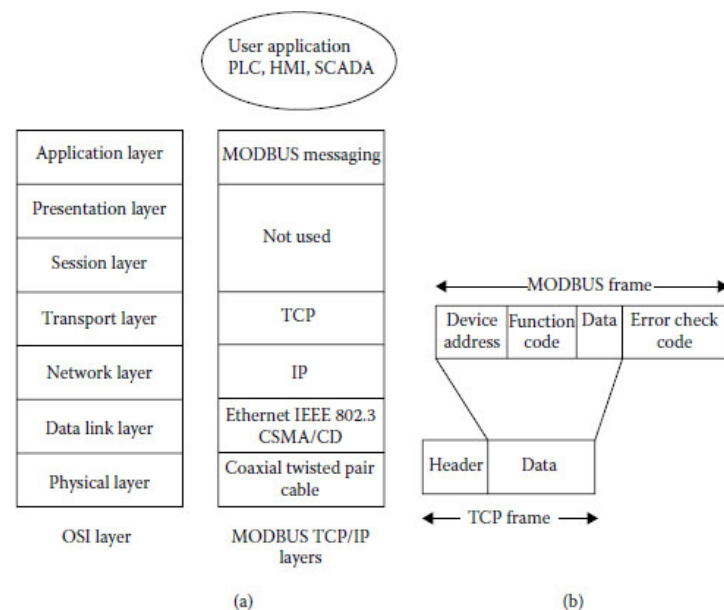 User application
PLC, HMI, SCADA
Application layer
Presentation layer
Session layer
Transport layer
Network layer
Data link layer
Physical layer
OSI layer
MODBUS messaging
Not used
TCP
IP
Ethernet IEEE 802.3
CSMA/CD
Coaxial twisted pair
cable
MODBUS TCP/IP
layers
(a)
MODBUS frame
Device
address
Function
code
Data
Error check
code
Header
Data
TCP frame
(b)